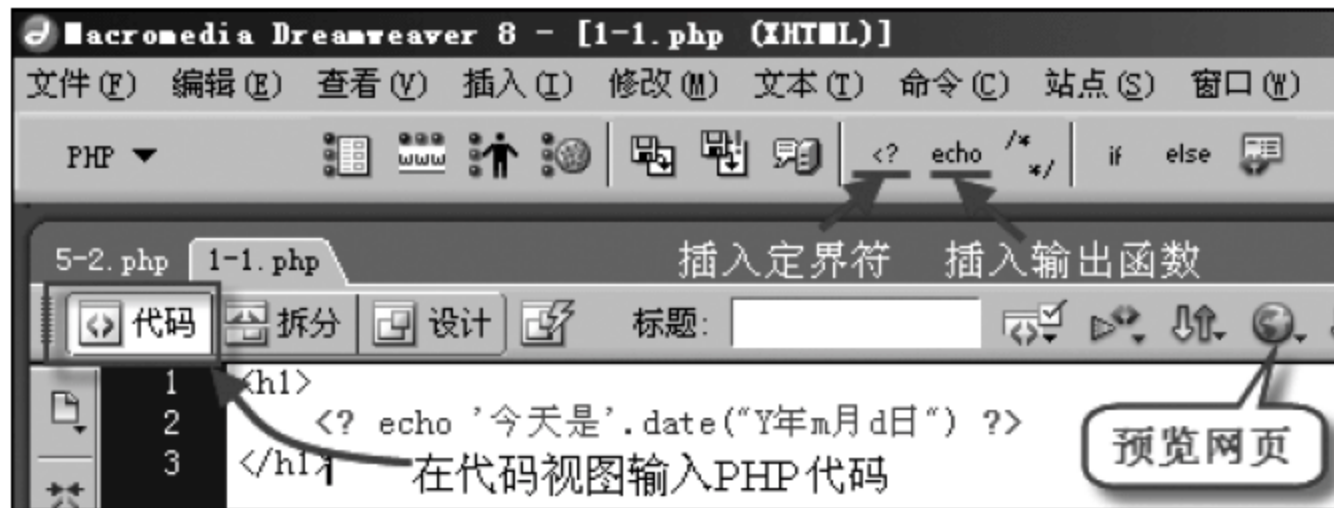 Macromedia Dreamweaver 8 - [1-1.php (XHTML)]
文件(F) 编辑(E) 查看(V) 插入(I) 修改(M) 文本(T) 命令(C) 站点(S) 窗口(W)
PHP www <? echo /* */ if else
插入定界符 插入输出函数
5-2.php 1-1.php
代码 拆分 设计 标题:
1 <h1>
2 <? echo '今天是'.date("Y年m月d日") ?>
3 </h1>
在代码视图输入PHP代码
预览网页